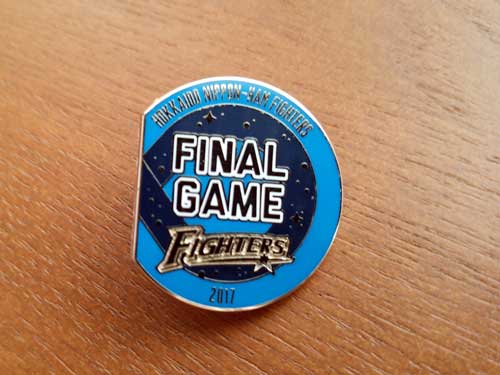 HOKKAIDO NIPPON-HAM FIGHTERS
FINAL
GAME
FIGHTERS
2017